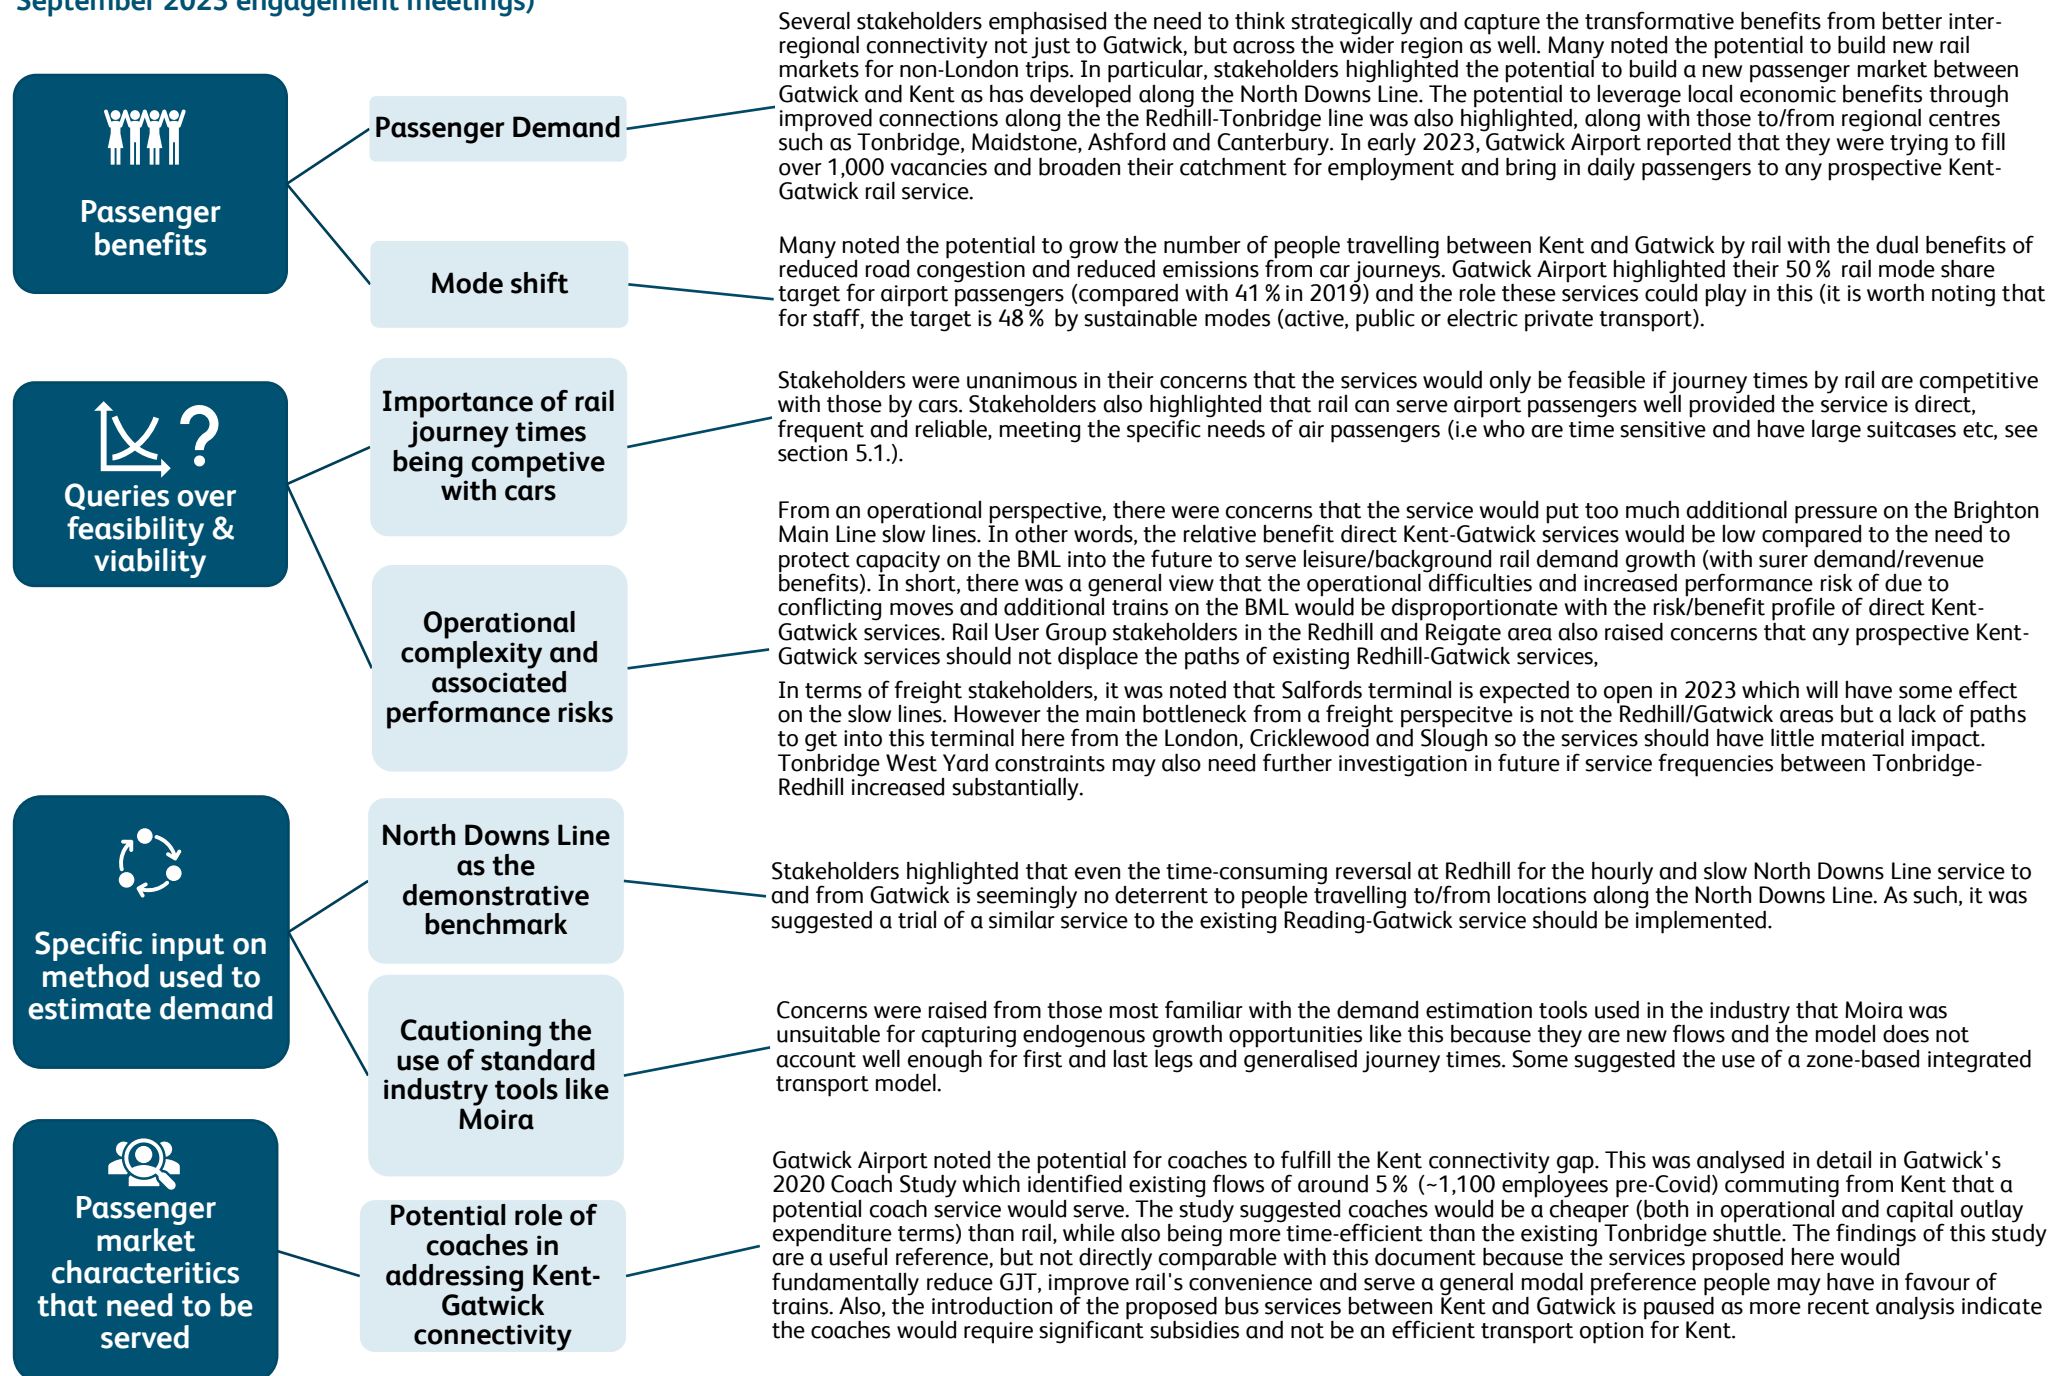 September 2023 engagement meetings)
Passenger
benefits
Passenger Demand
Several stakeholders emphasised the need to think strategically and capture the transformative benefits from better inter-
regional connectivity not just to Gatwick, but across the wider region as well. Many noted the potential to build new rail
markets for non-London trips. In particular, stakeholders highlighted the potential to build a new passenger market between
Gatwick and Kent as has developed along the North Downs Line. The potential to leverage local economic benefits through
improved connections along the the Redhill-Tonbridge line was also highlighted, along with those to/from regional centres
such as Tonbridge, Maidstone, Ashford and Canterbury. In early 2023, Gatwick Airport reported that they were trying to fill
over 1,000 vacancies and broaden their catchment for employment and bring in daily passengers to any prospective Kent-
Gatwick rail service.
Mode shift
Many noted the potential to grow the number of people travelling between Kent and Gatwick by rail with the dual benefits of
reduced road congestion and reduced emissions from car journeys. Gatwick Airport highlighted their 50% rail mode share
target for airport passengers (compared with 41% in 2019) and the role these services could play in this (it is worth noting that
for staff, the target is 48% by sustainable modes (active, public or electric private transport).
Queries over
feasibility &
viability
Importance of rail
journey times
being competive
with cars
Stakeholders were unanimous in their concerns that the services would only be feasible if journey times by rail are competitive
with those by cars. Stakeholders also highlighted that rail can serve airport passengers well provided the service is direct,
frequent and reliable, meeting the specific needs of air passengers (i.e who are time sensitive and have large suitcases etc, see
section 5.1.).
Operational
complexity and
associated
performance risks
From an operational perspective, there were concerns that the service would put too much additional pressure on the Brighton
Main Line slow lines. In other words, the relative benefit direct Kent-Gatwick services would be low compared to the need to
protect capacity on the BML into the future to serve leisure/background rail demand growth (with surer demand/revenue
benefits). In short, there was a general view that the operational difficulties and increased performance risk of due to
conflicting moves and additional trains on the BML would be disproportionate with the risk/benefit profile of direct Kent-
Gatwick services. Rail User Group stakeholders in the Redhill and Reigate area also raised concerns that any prospective Kent-
Gatwick services should not displace the paths of existing Redhill-Gatwick services,
In terms of freight stakeholders, it was noted that Salfords terminal is expected to open in 2023 which will have some effect
on the slow lines. However the main bottleneck from a freight perspecitve is not the Redhill/Gatwick areas but a lack of paths
to get into this terminal here from the London, Cricklewood and Slough so the services should have little material impact.
Tonbridge West Yard constraints may also need further investigation in future if service frequencies between Tonbridge-
Redhill increased substantially.
Specific input on
method used to
estimate demand
North Downs Line
as the
demonstrative
benchmark
Stakeholders highlighted that even the time-consuming reversal at Redhill for the hourly and slow North Downs Line service to
and from Gatwick is seemingly no deterrent to people travelling to/from locations along the North Downs Line. As such, it was
suggested a trial of a similar service to the existing Reading-Gatwick service should be implemented.
Cautioning the
use of standard
industry tools like
Moira
Concerns were raised from those most familiar with the demand estimation tools used in the industry that Moira was
unsuitable for capturing endogenous growth opportunities like this because they are new flows and the model does not
account well enough for first and last legs and generalised journey times. Some suggested the use of a zone-based integrated
transport model.
Passenger
market
characteritics
that need to be
served
Potential role of
coaches in
addressing Kent-
Gatwick
connectivity
Gatwick Airport noted the potential for coaches to fulfill the Kent connectivity gap. This was analysed in detail in Gatwick's
2020 Coach Study which identified existing flows of around 5% (~1,100 employees pre-Covid) commuting from Kent that a
potential coach service would serve. The study suggested coaches would be a cheaper (both in operational and capital outlay
expenditure terms) than rail, while also being more time-efficient than the existing Tonbridge shuttle. The findings of this study
are a useful reference, but not directly comparable with this document because the services proposed here would
fundamentally reduce GJT, improve rail's convenience and serve a general modal preference people may have in favour of
trains. Also, the introduction of the proposed bus services between Kent and Gatwick is paused as more recent analysis indicate
the coaches would require significant subsidies and not be an efficient transport option for Kent.